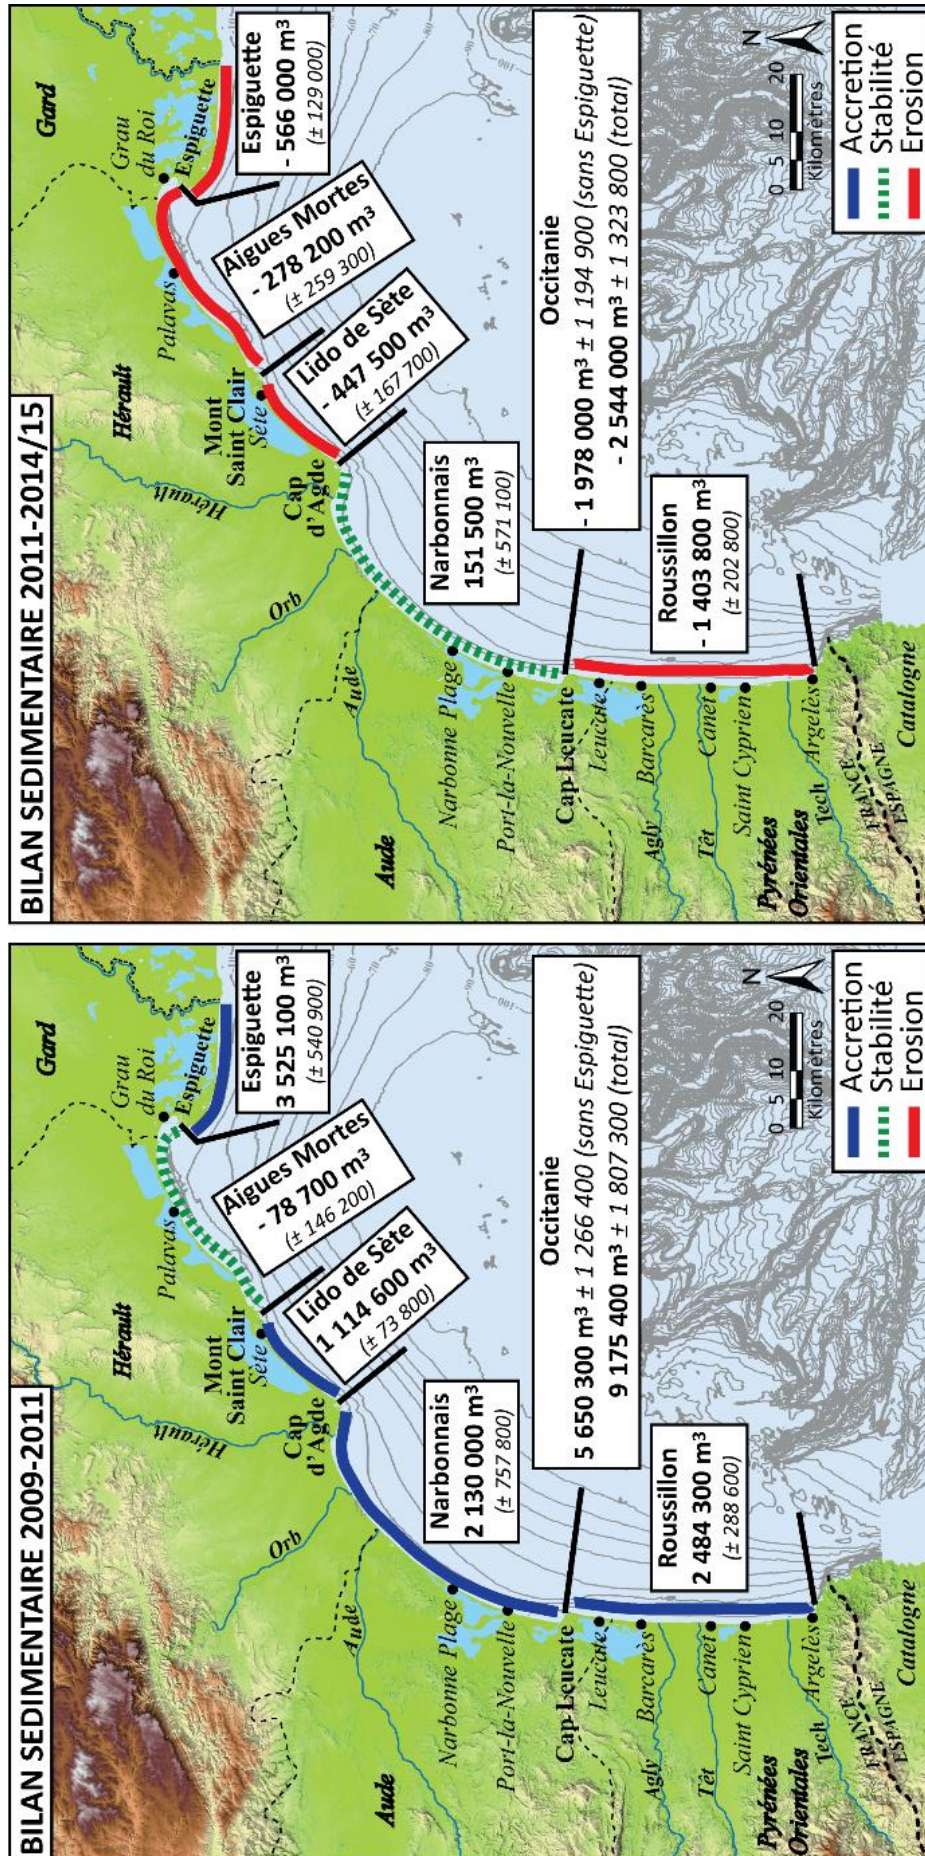 BILAN SEDIMENTAIRE 2009-2011
Gard
Grau
du Roi
Espiguette
Espiguette
3 525 100 m³
(± 540 900)
Palavas
Hérault
Aigues Mortes
- 78 700 m³
(± 146 200)
Mont
Saint Clair
Sète
Lido de Sète
1 114 600 m³
(± 73 800)
Hérault
Cap
d'Agde
Orb
Narbonnais
2 130 000 m³
(± 757 800)
Aude
Aude
Narbonne Plage
Port-la-Nouvelle
Occitanie
5 650 300 m³ ± 1 266 400 (sans Espiguette)
9 175 400 m³ ± 1 807 300 (total)
Cap Leucate
Leucate
Barcarès
Agly
Roussillon
2 484 300 m³
(± 288 600)
Têt
Canet
Saint Cyprien
Pyrénées
Orientales
Argelès
Tech
FRANCE
ESPAGNE
Catalogne
N
0 5 10 20
Kilomètres
Accretion
Stabilité
Erosion
BILAN SEDIMENTAIRE 2011-2014/15
Gard
Grau
du Roi
Espiguette
Espiguette
- 566 000 m³
(± 129 000)
Palavas
Hérault
Aigues Mortes
- 278 200 m³
(± 259 300)
Mont
Saint Clair
Sète
Lido de Sète
- 447 500 m³
(± 167 700)
Hérault
Cap
d'Agde
Orb
Narbonnais
151 500 m³
(± 571 100)
Aude
Aude
Narbonne Plage
Port-la-Nouvelle
Occitanie
- 1 978 000 m³ ± 1 194 900 (sans Espiguette)
- 2 544 000 m³ ± 1 323 800 (total)
Cap Leucate
Leucate
Barcarès
Agly
Roussillon
- 1 403 800 m³
(± 202 800)
Têt
Canet
Saint Cyprien
Pyrénées
Orientales
Argelès
Tech
FRANCE
ESPAGNE
Catalogne
N
0 5 10 20
Kilomètres
Accretion
Stabilité
Erosion